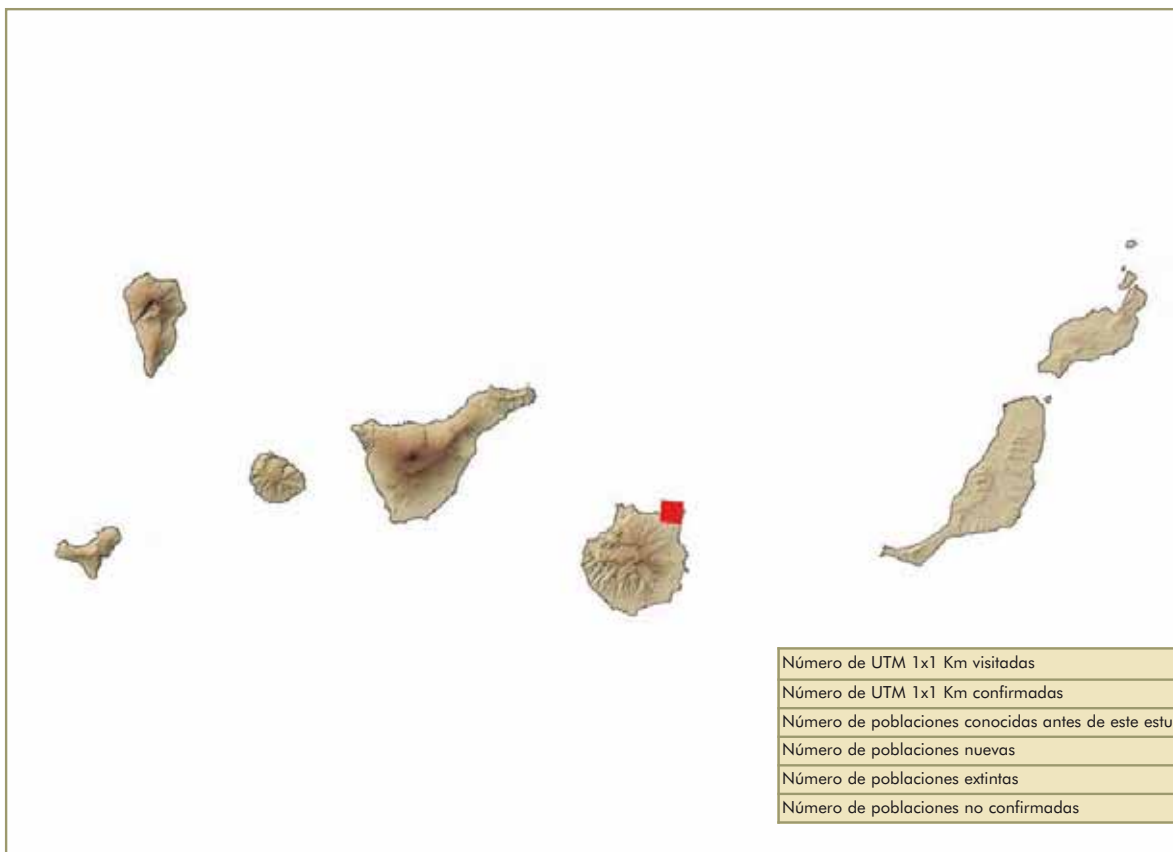 Número de UTM 1x1 Km visitadas
Número de UTM 1x1 Km confirmadas
Número de poblaciones conocidas antes de este estu
Número de poblaciones nuevas
Número de poblaciones extintas
Número de poblaciones no confirmadas